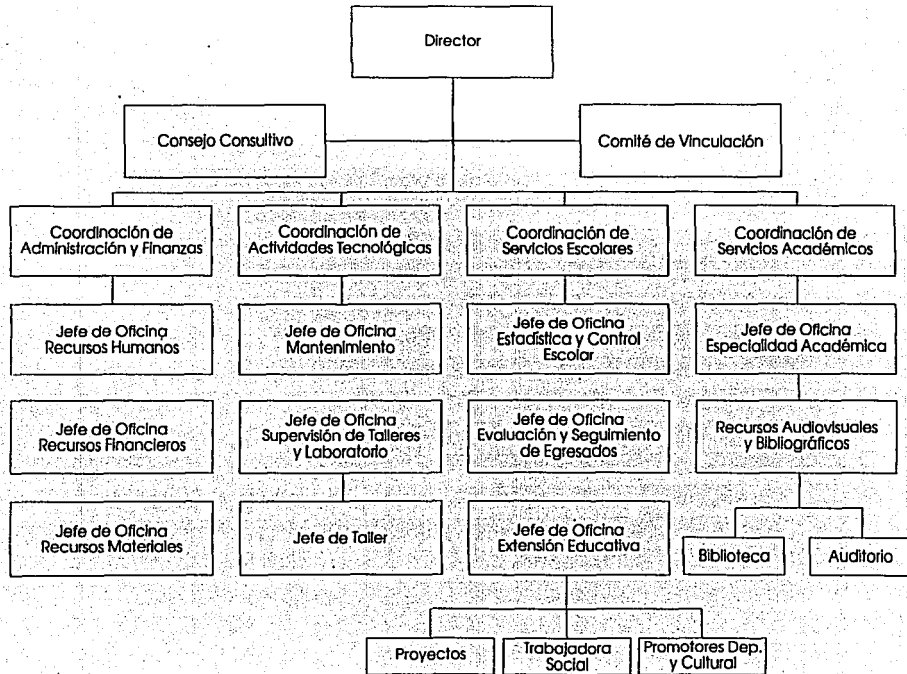 Director
Consejo Consultivo
Comité de Vinculación
Coordinación de
Administración y Finanzas
Coordinación de
Actividades Tecnológicas
Coordinación de
Servicios Escolares
Coordinación de
Servicios Académicos
Jefe de Oficina
Recursos Humanos
Jefe de Oficina
Mantenimiento
Jefe de Oficina
Estadística y Control
Escolar
Jefe de Oficina
Especialidad Académica
Jefe de Oficina
Recursos Financieros
Jefe de Oficina
Supervisión de Talleres
y Laboratorio
Jefe de Oficina
Evaluación y Seguimiento
de Egresados
Recursos Audiovisuales
y Bibliográficos
Jefe de Oficina
Recursos Materiales
Jefe de Taller
Jefe de Oficina
Extensión Educativa
Biblioteca
Auditorio
Proyectos
Trabajadora
Social
Promotores Dep.
y Cultural